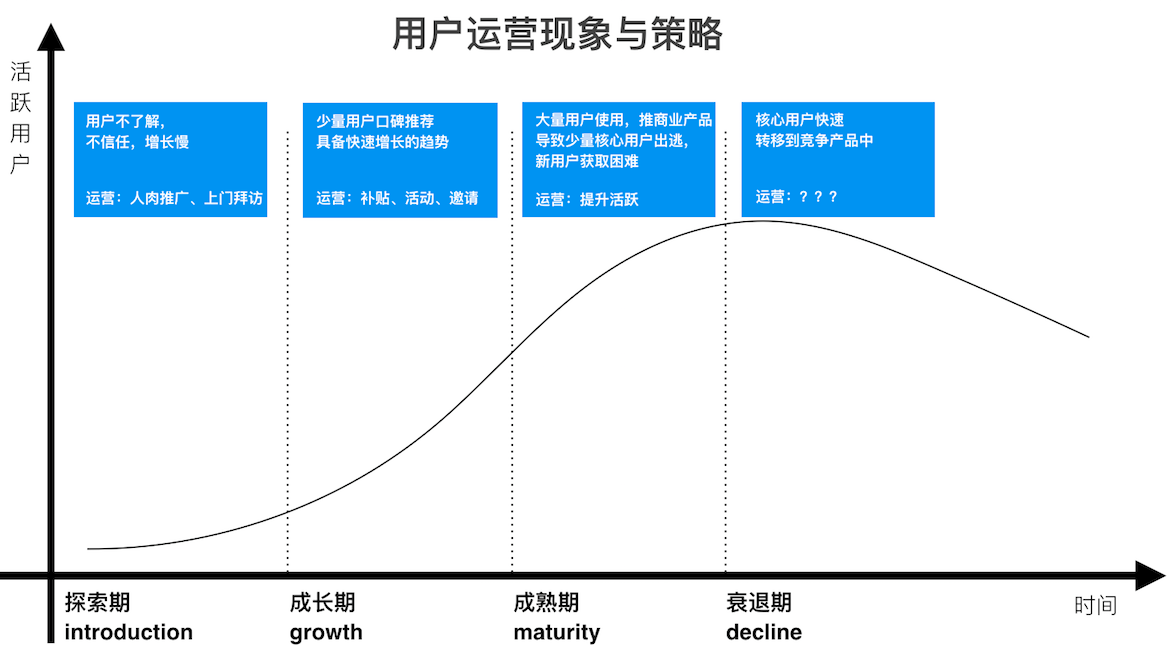 用户运营现象与策略
活
跃
用
户
用户不了解，
不信任，增长慢
运营：人肉推广、上门拜访
少量用户口碑推荐
具备快速增长的趋势
运营：补贴、活动、邀请
大量用户使用，推商业产品
导致少量核心用户出逃，
新用户获取困难
运营：提升活跃
核心用户快速
转移到竞争产品中
运营：？？？
探索期
introduction
成长期
growth
成熟期
maturity
衰退期
decline
时间